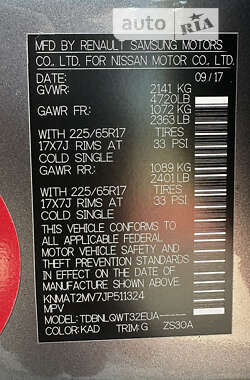 auto RIA
MFD BY RENAULT SAMSUNG MOTORS
CO., LTD. FOR NISSAN MOTOR CO., LTD.
DATE: 09/17
GVWR: 2141 KG
4720LB
GAWR FR: 1072 KG
2363LB
WITH 225/65R17 TIRES
17X7J RIMS AT 33 PSI
COLD SINGLE
GAWR RR: 1089 KG
2401LB
WITH 225/65R17 TIRES
17X7J RIMS AT 33 PSI
COLD SINGLE
THIS VEHICLE CONFORMS TO
ALL APPLICABLE FEDERAL
MOTOR VEHICLE SAFETY AND
THEFT PREVENTION STANDARDS
IN EFFECT ON THE DATE OF
MANUFACTURE SHOWN ABOVE.
KNMAT2MV7JP511324
MPV
MODEL: TDBNLQWT32EUA-----
COLOR: KAD TRIM: G ZS30A